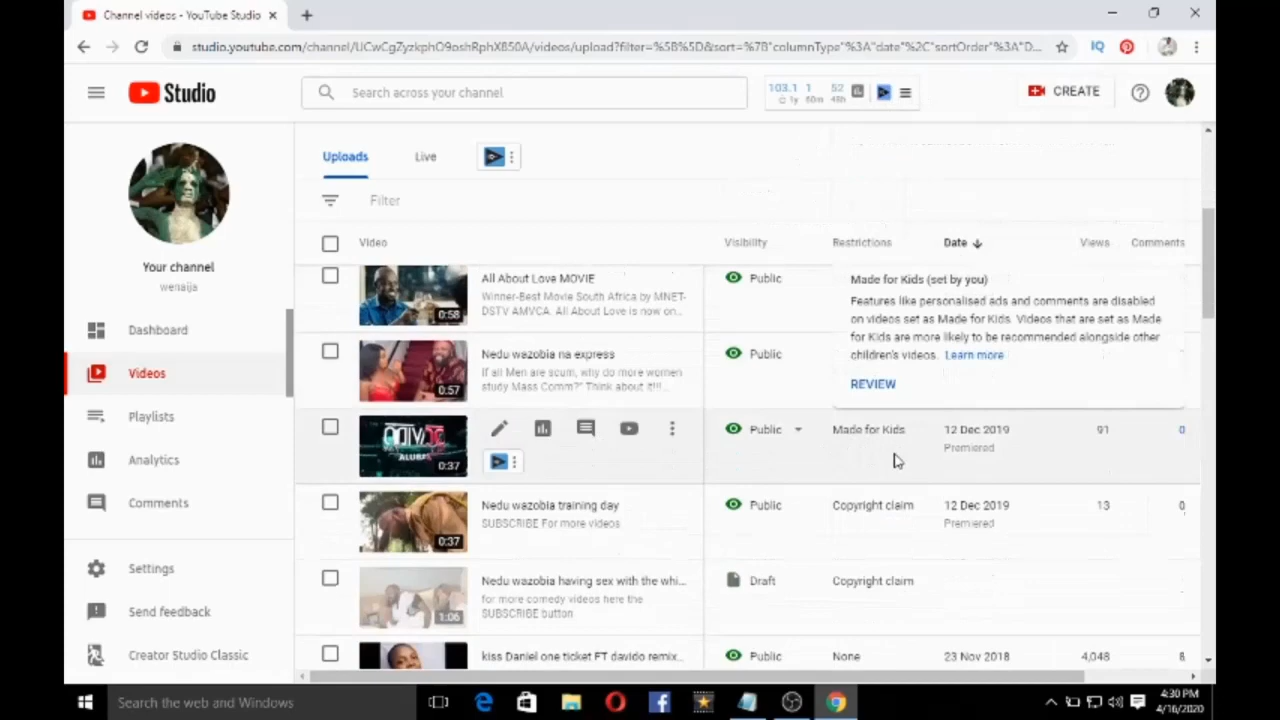 Channel videos - YouTube Studio
studio.youtube.com/channel/UCwCgZyzkphO9oshRphX850A/videos/upload?filter=%5B%5D&sort=%7B"columnType"%3A"date"%2C"sortOrder"%3A"D...
IQ
Studio
Search across your channel
103.1 1 52
1y 60m 48h
CREATE
Uploads
Live
Filter
Video
Visibility
Restrictions
Date
Views
Comments
Your channel
wenaija
Dashboard
Videos
Playlists
Analytics
Comments
Settings
Send feedback
Creator Studio Classic
0:58
All About Love MOVIE
Winner-Best Movie South Africa by MNET-
DSTV AMVCA. All About Love is now on...
Public
Made for Kids (set by you)
Features like personalised ads and comments are disabled
on videos set as Made for Kids. Videos that are set as Made
for Kids are more likely to be recommended alongside other
children's videos. Learn more
REVIEW
0:57
Nedu wazobia na express
If all Men are scum, why do more women
study Mass Comm?" Think about it!!!...
Public
0:37
Public
Made for Kids
12 Dec 2019
Premiered
91
0
0:37
Nedu wazobia training day
SUBSCRIBE For more videos
Public
Copyright claim
12 Dec 2019
Premiered
13
0
1:06
Nedu wazobia having sex with the whi...
for more comedy videos here the
SUBSCRIBE button
Draft
Copyright claim
kiss Daniel one ticket FT davido remix...
Public
None
23 Nov 2018
4,048
Search the web and Windows
4:30 PM
4/16/2020